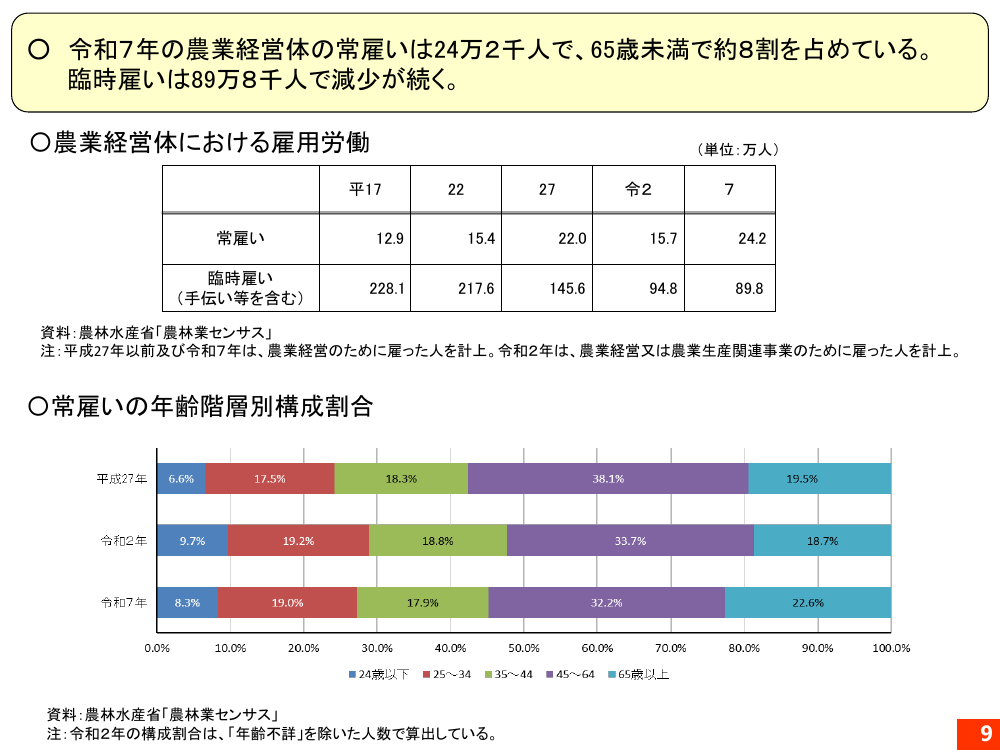 〇 令和7年の農業経営体の常雇いは24万２千人で、65歳未満で約８割を占めている。
臨時雇いは89万８千人で減少が続く。
〇農業経営体における雇用労働
（単位：万人）
平17 22 27 令２ ７
常雇い 12.9 15.4 22.0 15.7 24.2
臨時雇い
（手伝い等を含む） 228.1 217.6 145.6 94.8 89.8
資料：農林水産省「農林業センサス」
注：平成27年以前及び令和７年は、農業経営のために雇った人を計上。令和２年は、農業経営又は農業生産関連事業のために雇った人を計上。
〇常雇いの年齢階層別構成割合
平成27年 6.6% 17.5% 18.3% 38.1% 19.5%
令和2年 9.7% 19.2% 18.8% 33.7% 18.7%
令和7年 8.3% 19.0% 17.9% 32.2% 22.6%
0.0% 10.0% 20.0% 30.0% 40.0% 50.0% 60.0% 70.0% 80.0% 90.0% 100.0%
24歳以下 25～34 35～44 45～64 65歳以上
資料：農林水産省「農林業センサス」
注：令和２年の構成割合は、「年齢不詳」を除いた人数で算出している。
9